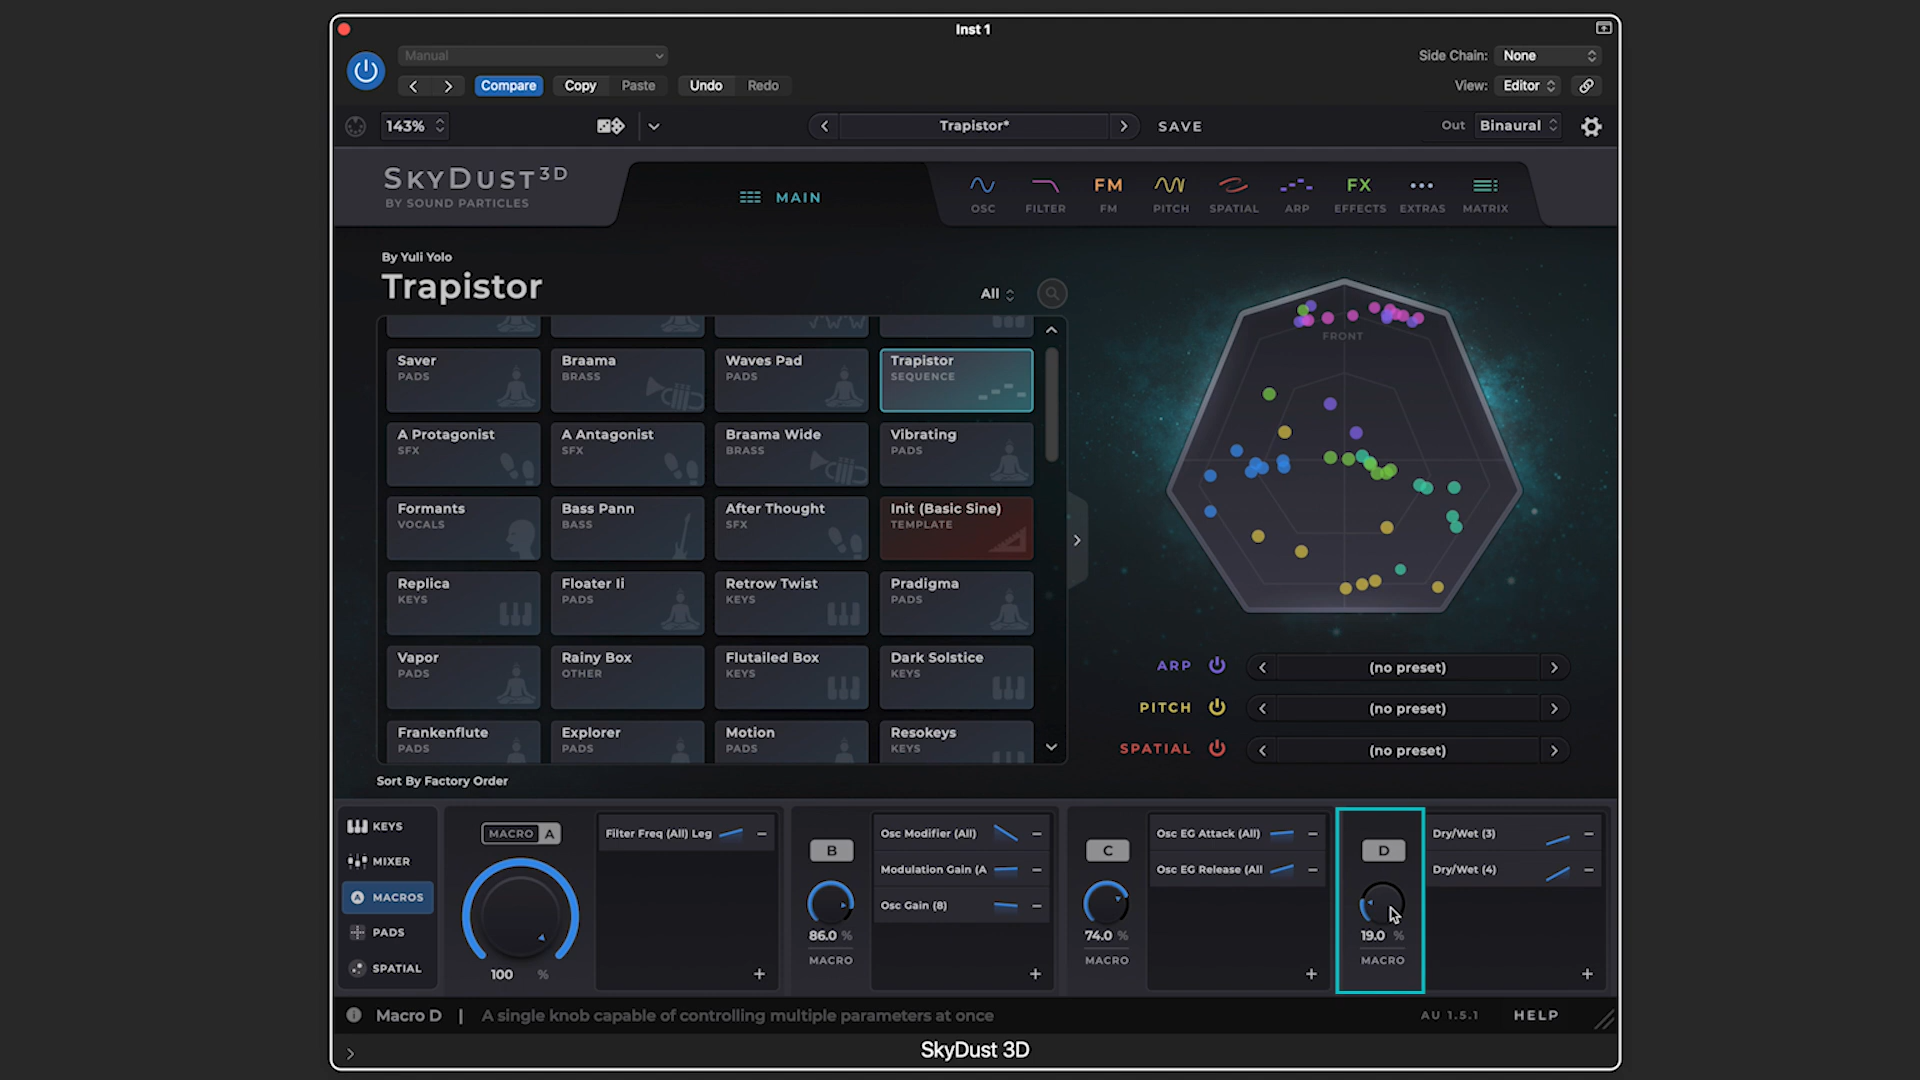 Inst 1
Manual
Side Chain: None
Compare Copy Paste Undo Redo
View: Editor
143%
Trapistor*
SAVE
Out Binaural
SKYDUST3D
BY SOUND PARTICLES
MAIN
OSC
FILTER
FM
FM
PITCH
SPATIAL
ARP
FX
EFFECTS
EXTRAS
MATRIX
By Yuli Yolo
Trapistor
All
Saver
PADS
Braama
BRASS
Waves Pad
PADS
Trapistor
SEQUENCE
A Protagonist
SFX
A Antagonist
SFX
Braama Wide
BRASS
Vibrating
PADS
Formants
VOCALS
Bass Pann
BASS
After Thought
SFX
Init (Basic Sine)
TEMPLATE
Replica
KEYS
Floater Ii
PADS
Retrow Twist
KEYS
Pradigma
PADS
Vapor
PADS
Rainy Box
OTHER
Flutailed Box
KEYS
Dark Solstice
KEYS
Frankenflute
PADS
Explorer
PADS
Motion
PADS
Resokeys
KEYS
Sort By Factory Order
FRONT
ARP (no preset)
PITCH (no preset)
SPATIAL (no preset)
KEYS
MIXER
A MACROS
PADS
SPATIAL
MACRO A
100 %
Filter Freq (All) Leg
B
86.0 %
MACRO
Osc Modifier (All)
Modulation Gain (A
Osc Gain (8)
C
74.0 %
MACRO
Osc EG Attack (All)
Osc EG Release (All
D
19.0 %
MACRO
Dry/Wet (3)
Dry/Wet (4)
Macro D | A single knob capable of controlling multiple parameters at once
AU 1.5.1
HELP
SkyDust 3D